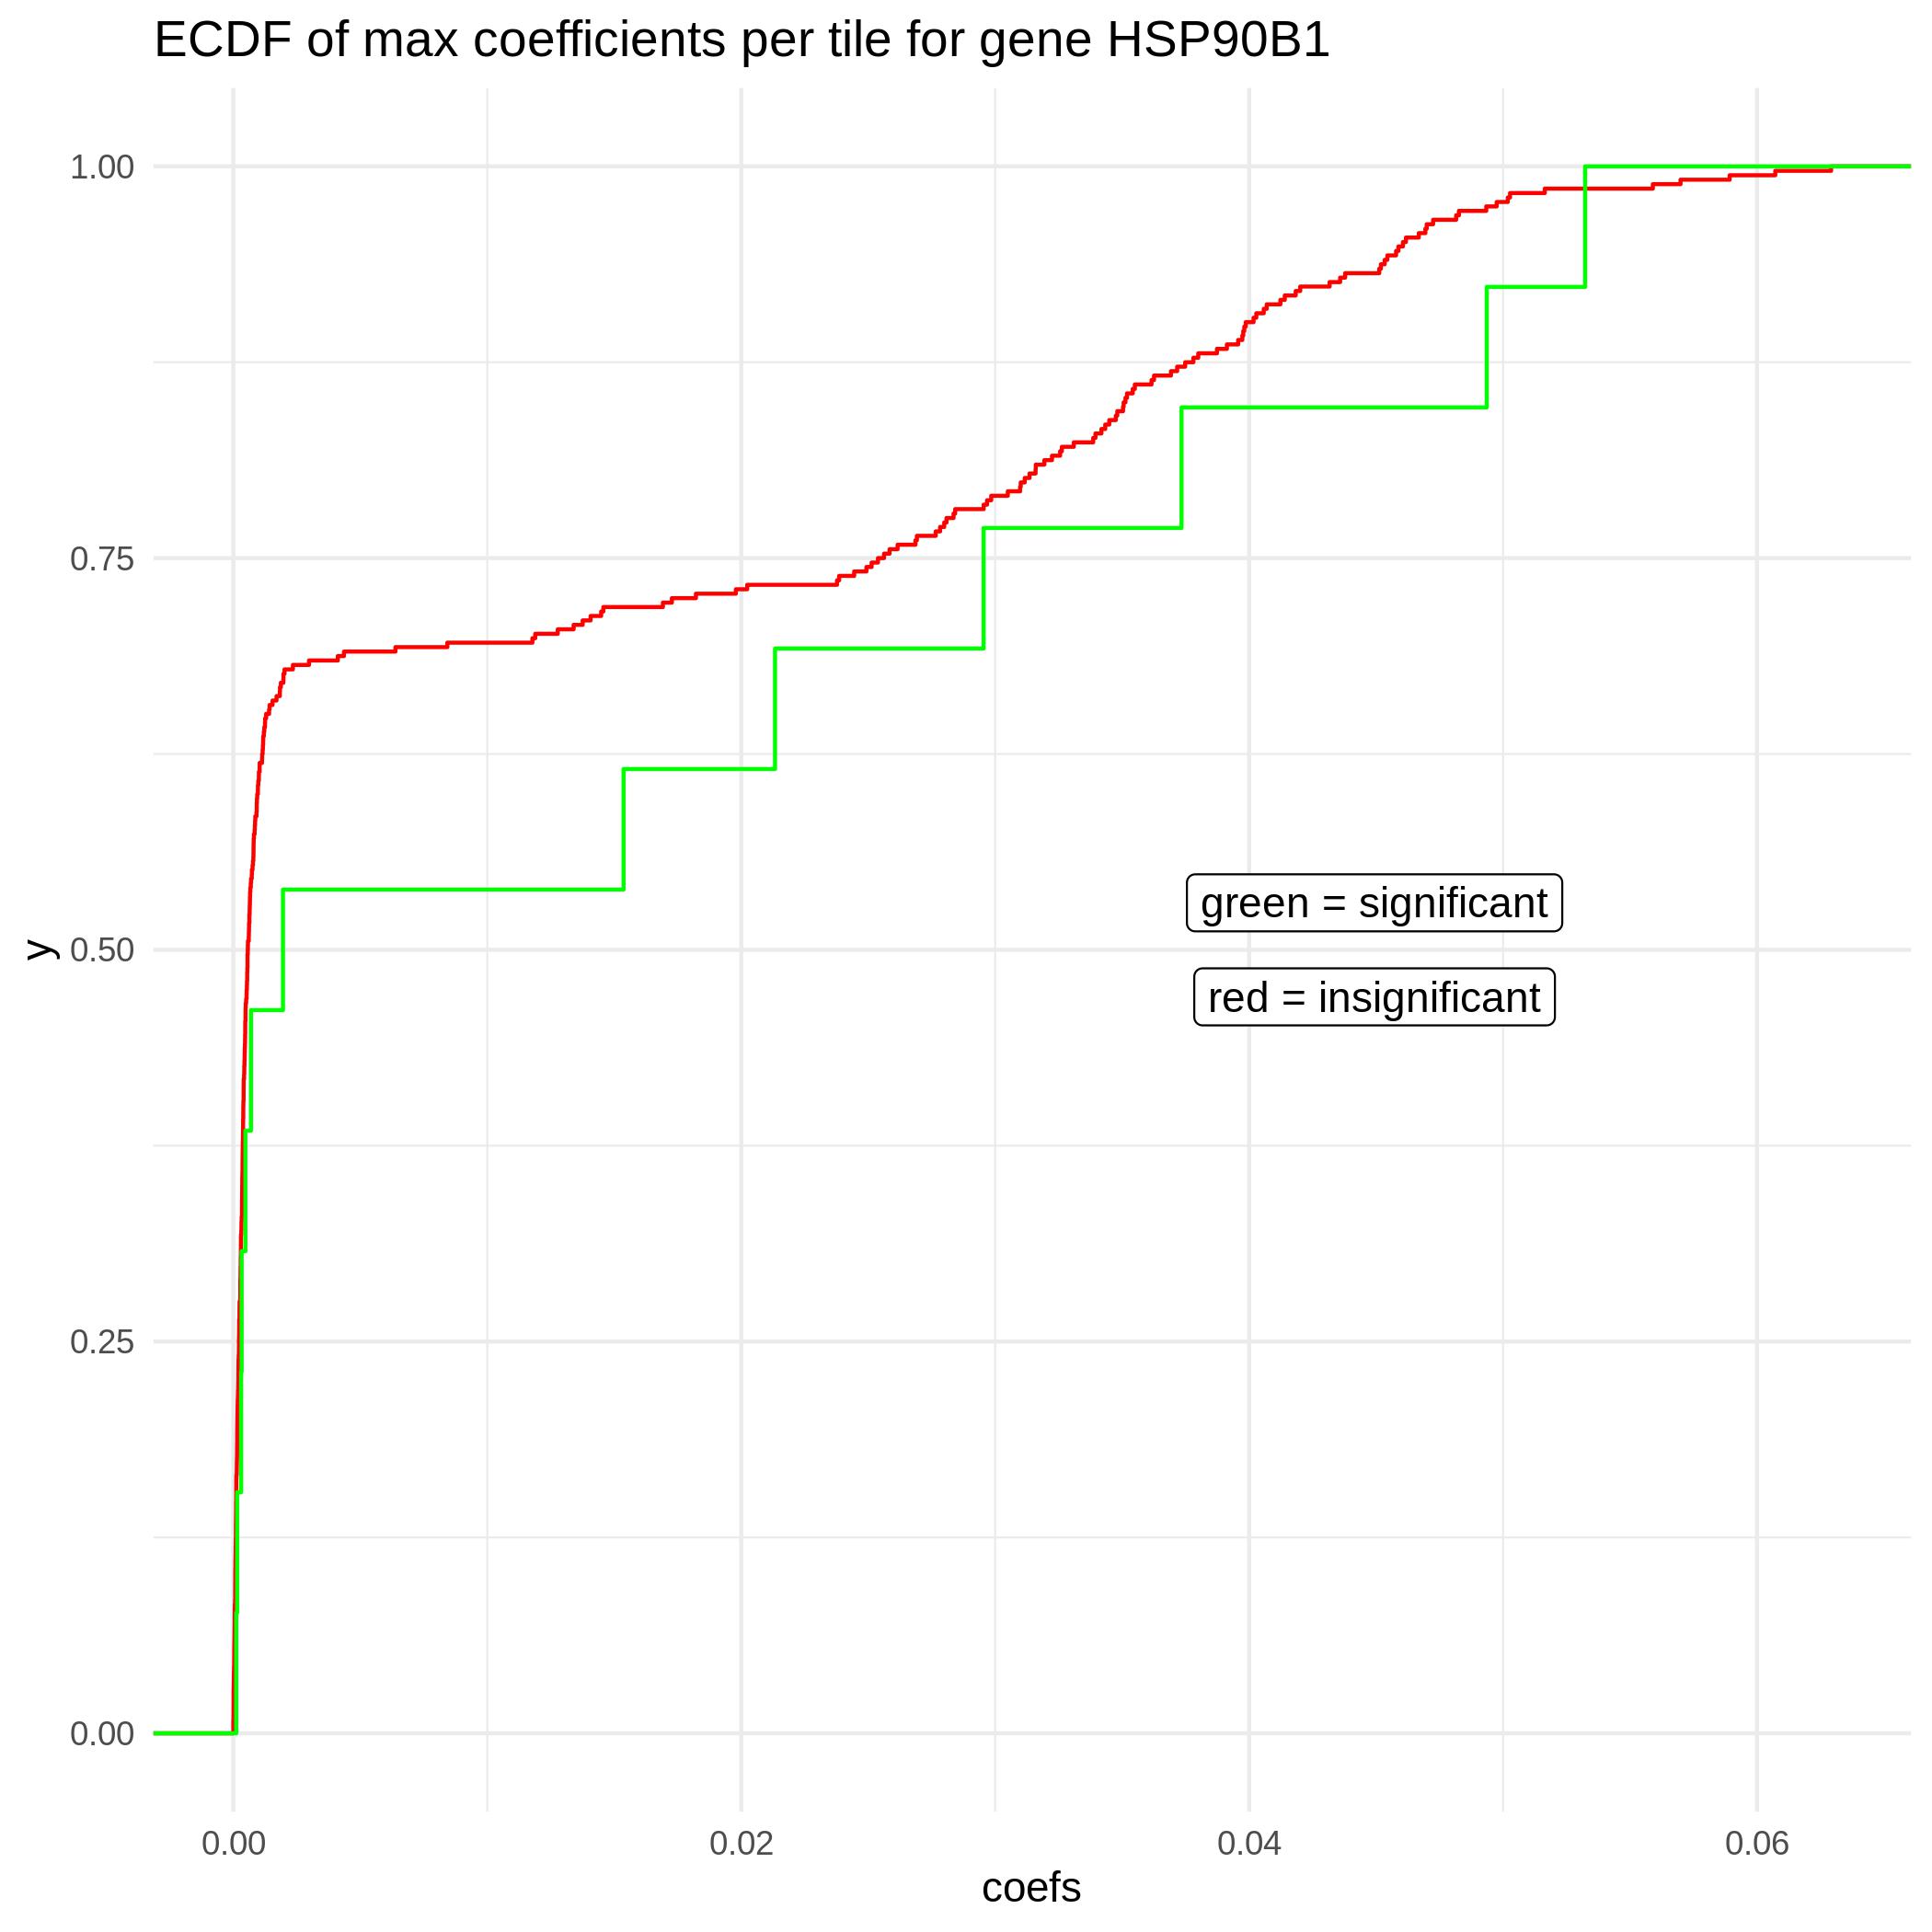 ECDF of max coefficients per tile for gene HSP90B1
1.00
0.75
0.50
0.25
0.00
y
green = significant
red = insignificant
0.00 0.02 0.04 0.06
coefs